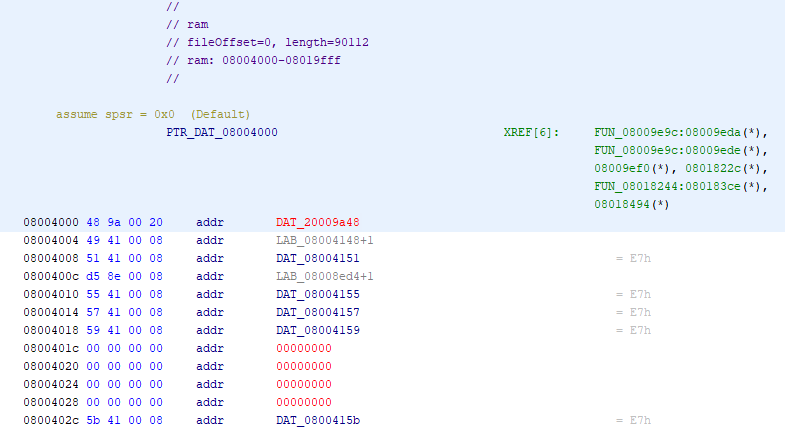 //
// ram
// fileOffset=0, length=90112
// ram: 08004000-08019fff
//
assume spsr = 0x0 (Default)
PTR_DAT_08004000 XREF[6]: FUN_08009e9c:08009eda(*),
FUN_08009e9c:08009ede(*),
08009ef0(*), 0801822c(*),
FUN_08018244:080183ce(*),
08018494(*)
08004000 48 9a 00 20 addr DAT_20009a48
08004004 49 41 00 08 addr LAB_08004148+1
08004008 51 41 00 08 addr DAT_08004151 = E7h
0800400c d5 8e 00 08 addr LAB_08008ed4+1
08004010 55 41 00 08 addr DAT_08004155 = E7h
08004014 57 41 00 08 addr DAT_08004157 = E7h
08004018 59 41 00 08 addr DAT_08004159 = E7h
0800401c 00 00 00 00 addr 00000000
08004020 00 00 00 00 addr 00000000
08004024 00 00 00 00 addr 00000000
08004028 00 00 00 00 addr 00000000
0800402c 5b 41 00 08 addr DAT_0800415b = E7h